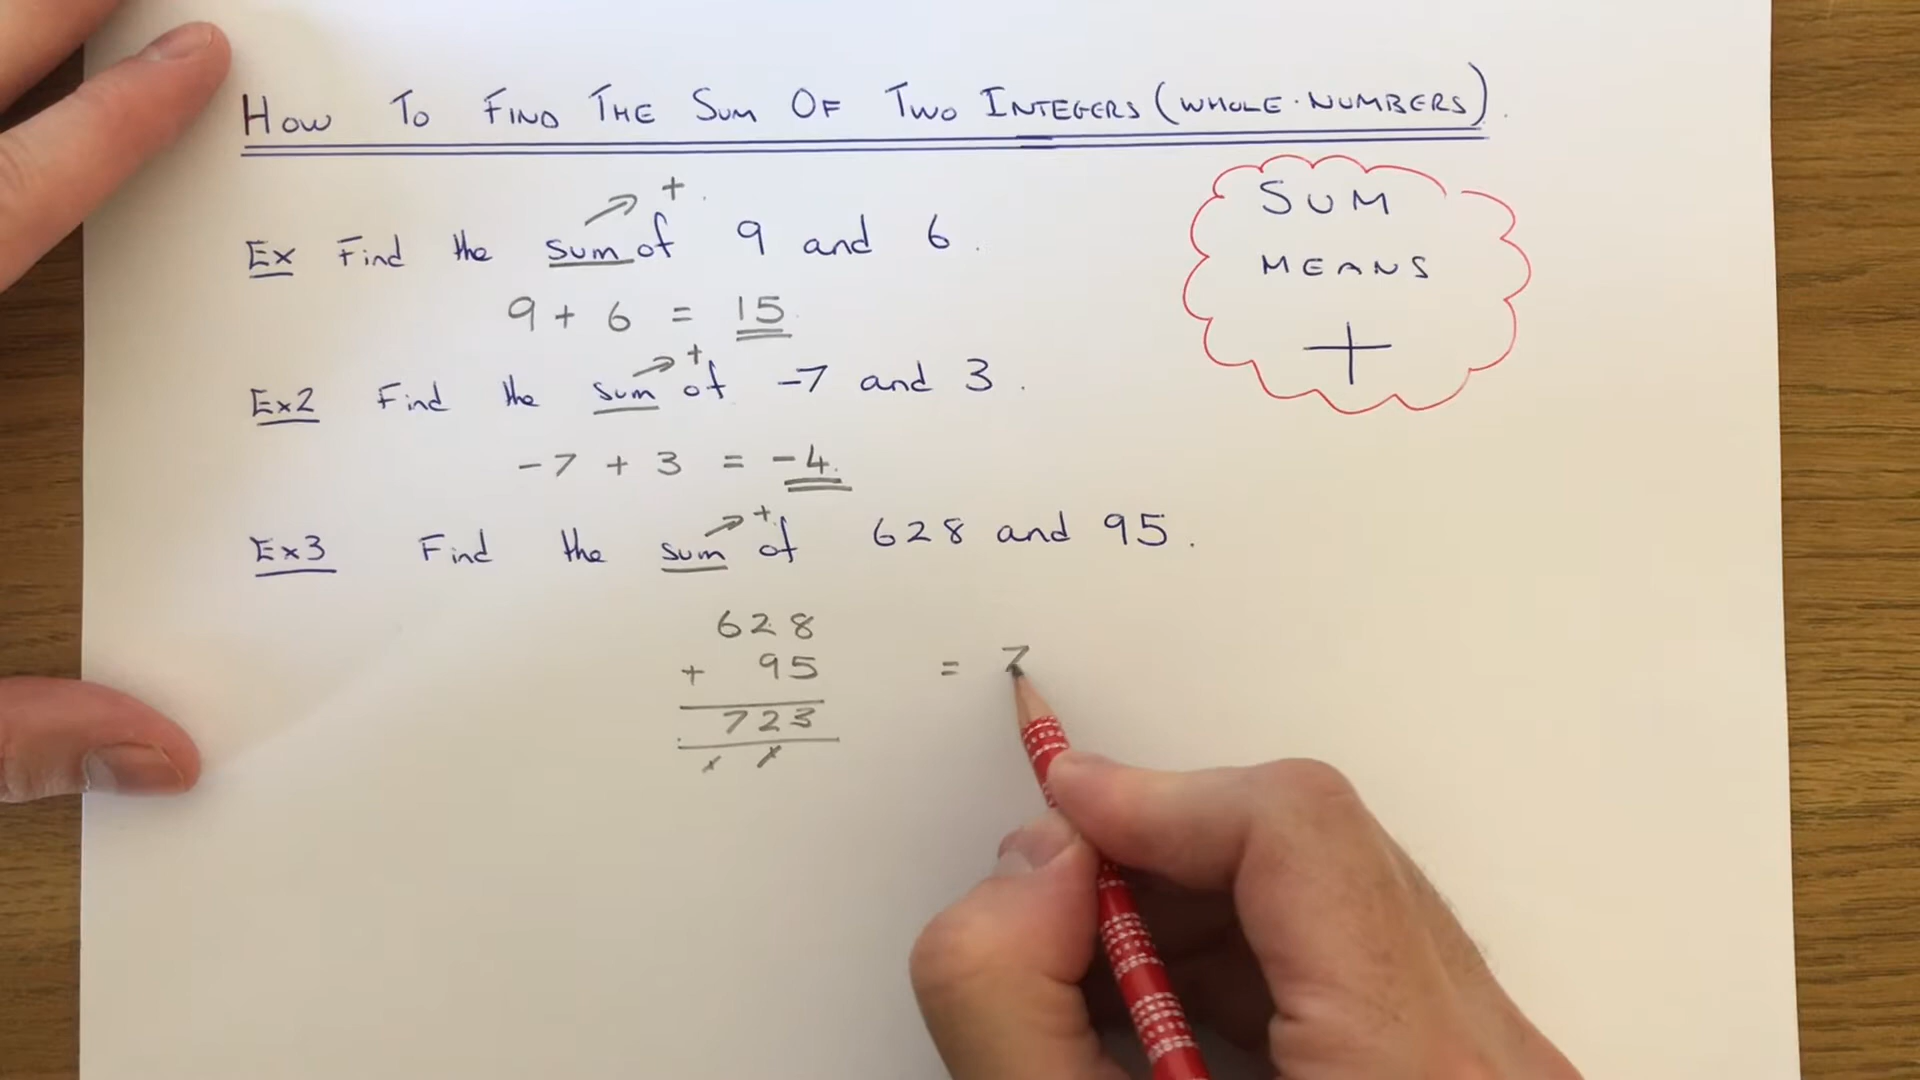 HOW TO FIND THE SUM OF TWO INTEGERS (WHOLE NUMBERS).
SUM
MEANS
+
+
Ex Find the sum of 9 and 6.
9 + 6 = 15
+
Ex2 Find the sum of -7 and 3.
-7 + 3 = -4
+
Ex3 Find the sum of 628 and 95.
628
+ 95 = 7
723
1 1